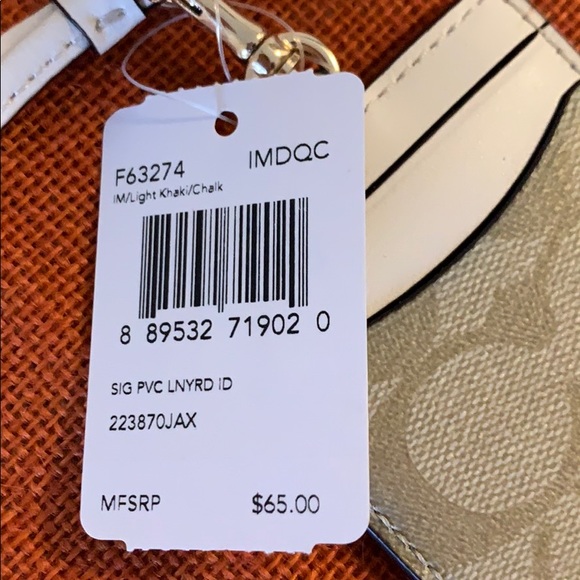 F63274 IMDQC
IM/Light Khaki/Chalk
8 89532 71902 0
SIG PVC LNYRD ID
223870JAX
MFSRP $65.00